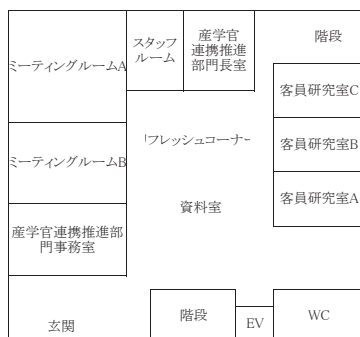 ミーティングルームA
スタッフ
ルーム
産学官
連携推進
部門長室
階段
客員研究室C
ミーティングルームB
フレッシュコーナー
客員研究室B
資料室
客員研究室A
産学官連携推進部
門事務室
玄関
階段
EV
WC